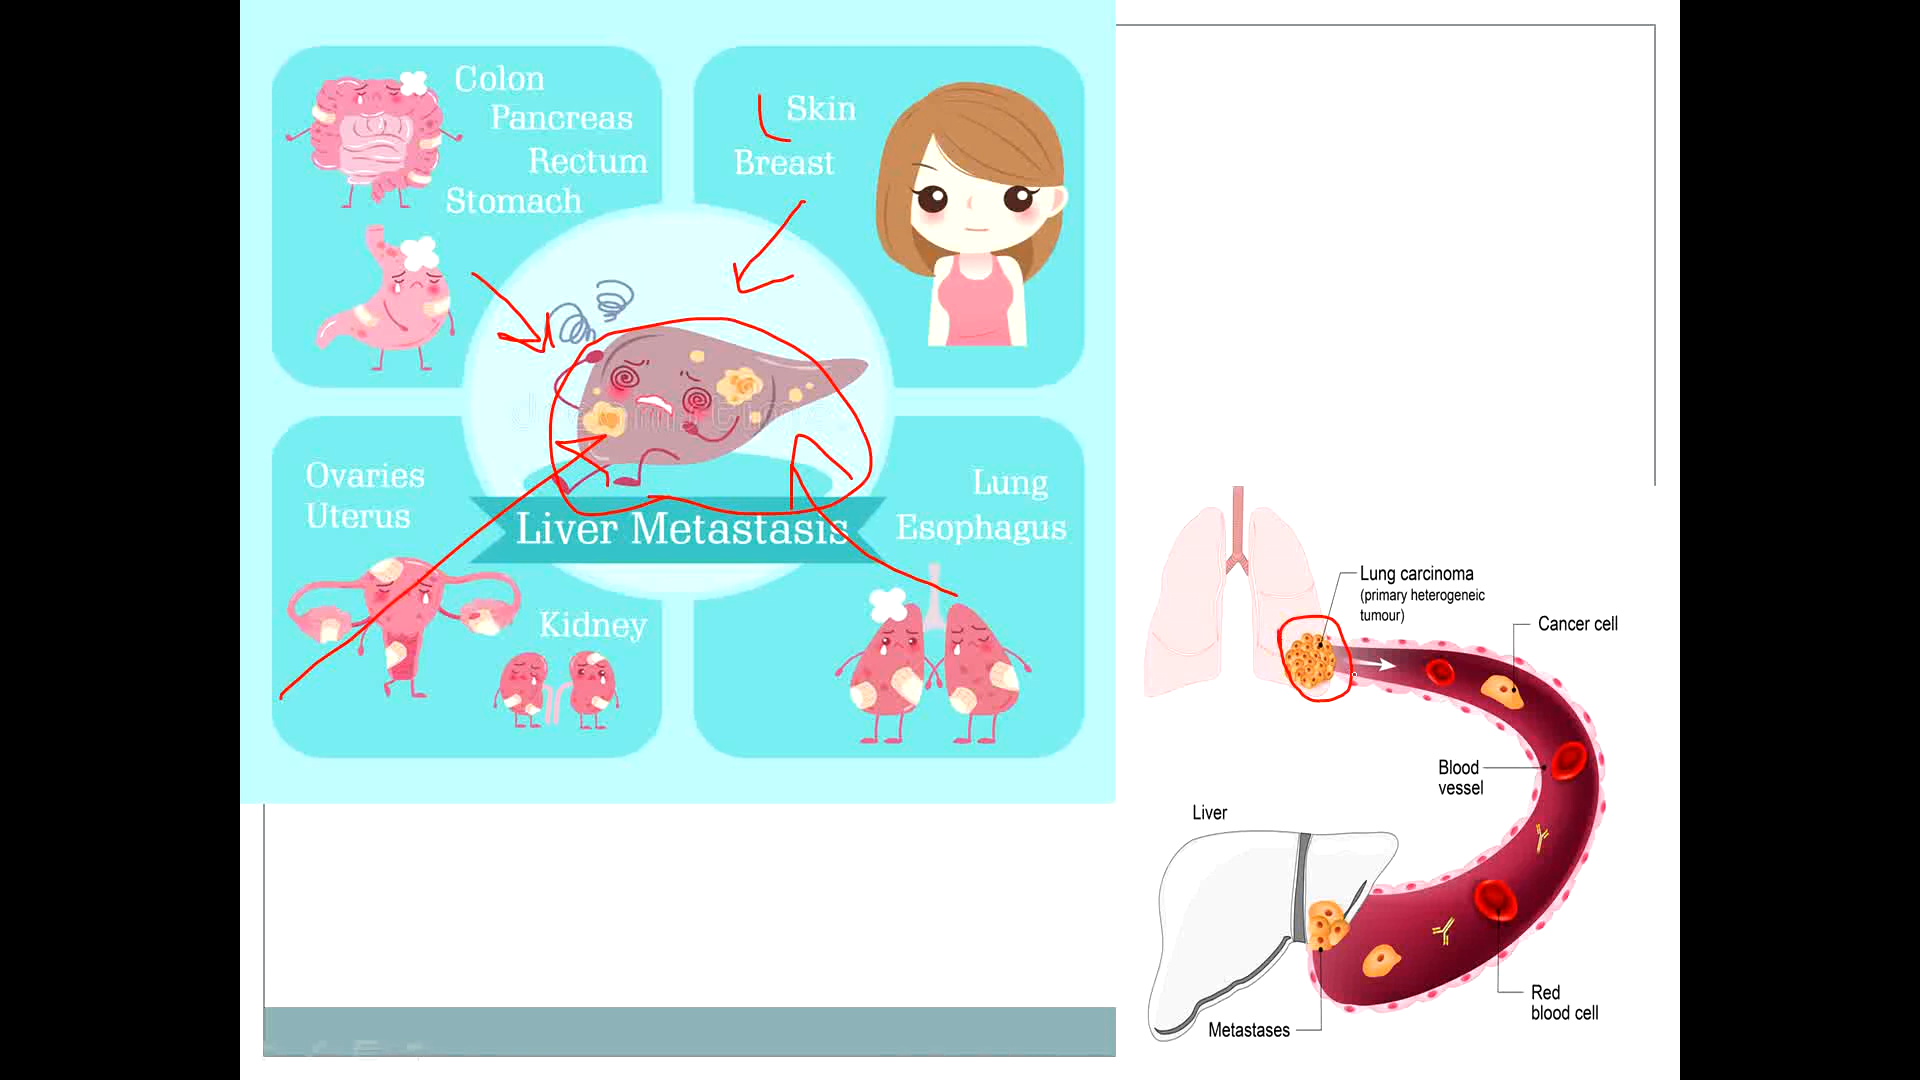 Colon
Pancreas
Rectum
Stomach
Skin
Breast
Ovaries
Uterus
Kidney
Liver Metastasis
Lung
Esophagus
Lung carcinoma
(primary heterogeneic
tumour)
Cancer cell
Blood
vessel
Liver
Red
blood cell
Metastases